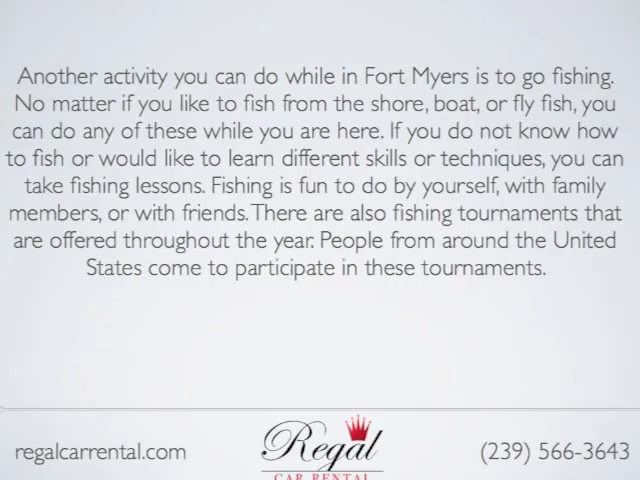 Another activity you can do while in Fort Myers is to go fishing.
No matter if you like to fish from the shore, boat, or fly fish, you
can do any of these while you are here. If you do not know how
to fish or would like to learn different skills or techniques, you can
take fishing lessons. Fishing is fun to do by yourself, with family
members, or with friends. There are also fishing tournaments that
are offered throughout the year. People from around the United
States come to participate in these tournaments.
regalcarrental.com
Regal
CAR RENTAL
(239) 566-3643